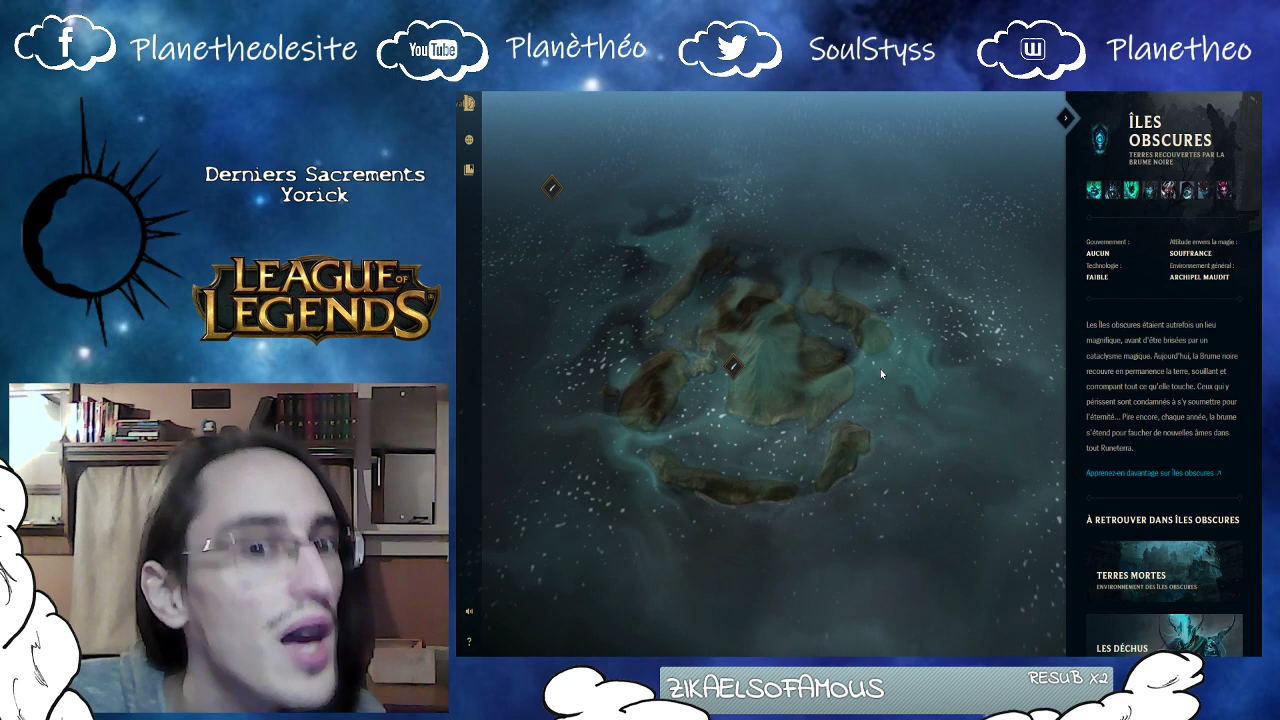 Planetheolesite
You Tube
Planèthéo
SoulStyss
Planetheo
Derniers Sacrements
Yorick
LEAGUE OF
LEGENDS
ÎLES
OBSCURES
TERRES RECOUVERTES PAR LA
BRUME NOIRE
Gouvernement :
AUCUN
Attitude envers la magie :
SOUFFRANCE
Technologie :
FAIBLE
Environnement général :
ARCHIPEL MAUDIT
Les Îles obscures étaient autrefois un lieu
magnifique, avant d'être brisées par un
cataclysme magique. Aujourd'hui, la Brume noire
recouvre en permanence la terre, souillant et
corrompant tout ce qu'elle touche. Ceux qui y
périssent sont condamnés à s'y soumettre pour
l'éternité... Pire encore, chaque année, la brume
s'étend pour faucher de nouvelles âmes dans
tout Runeterra.
Apprenez-en davantage sur Îles obscures ↗
À RETROUVER DANS ÎLES OBSCURES
TERRES MORTES
ENVIRONNEMENT DES ÎLES OBSCURES
LES DÉCHUS
?
ZIKAELSOFAMOUS
RESUB X2